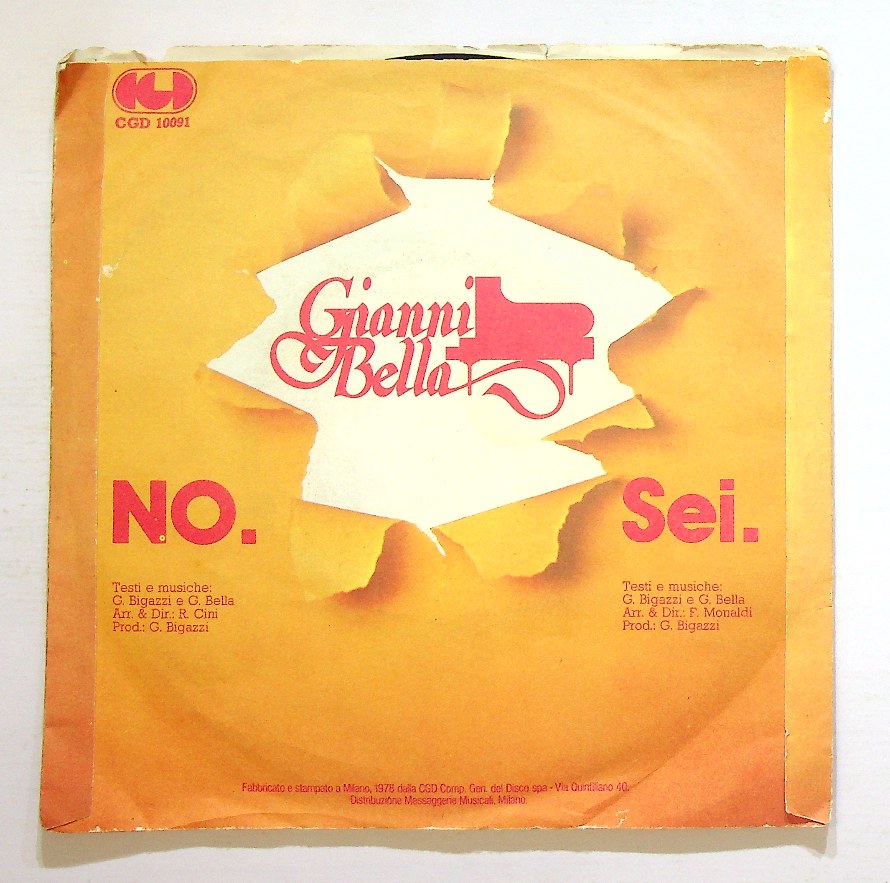 CGD
CGD 10091
Gianni
Bella
NO.
Testi e musiche:
G. Bigazzi e G. Bella
Arr. & Dir.: R. Cini
Prod.: G. Bigazzi
Sei.
Testi e musiche:
G. Bigazzi e G. Bella
Arr. & Dir.: F. Monaldi
Prod.: G. Bigazzi
Fabbricato e stampato a Milano, 1978 dalla CGD Comp. Gen. del Disco spa - Via Quintiliano 40.
Distribuzione Messaggerie Musicali, Milano